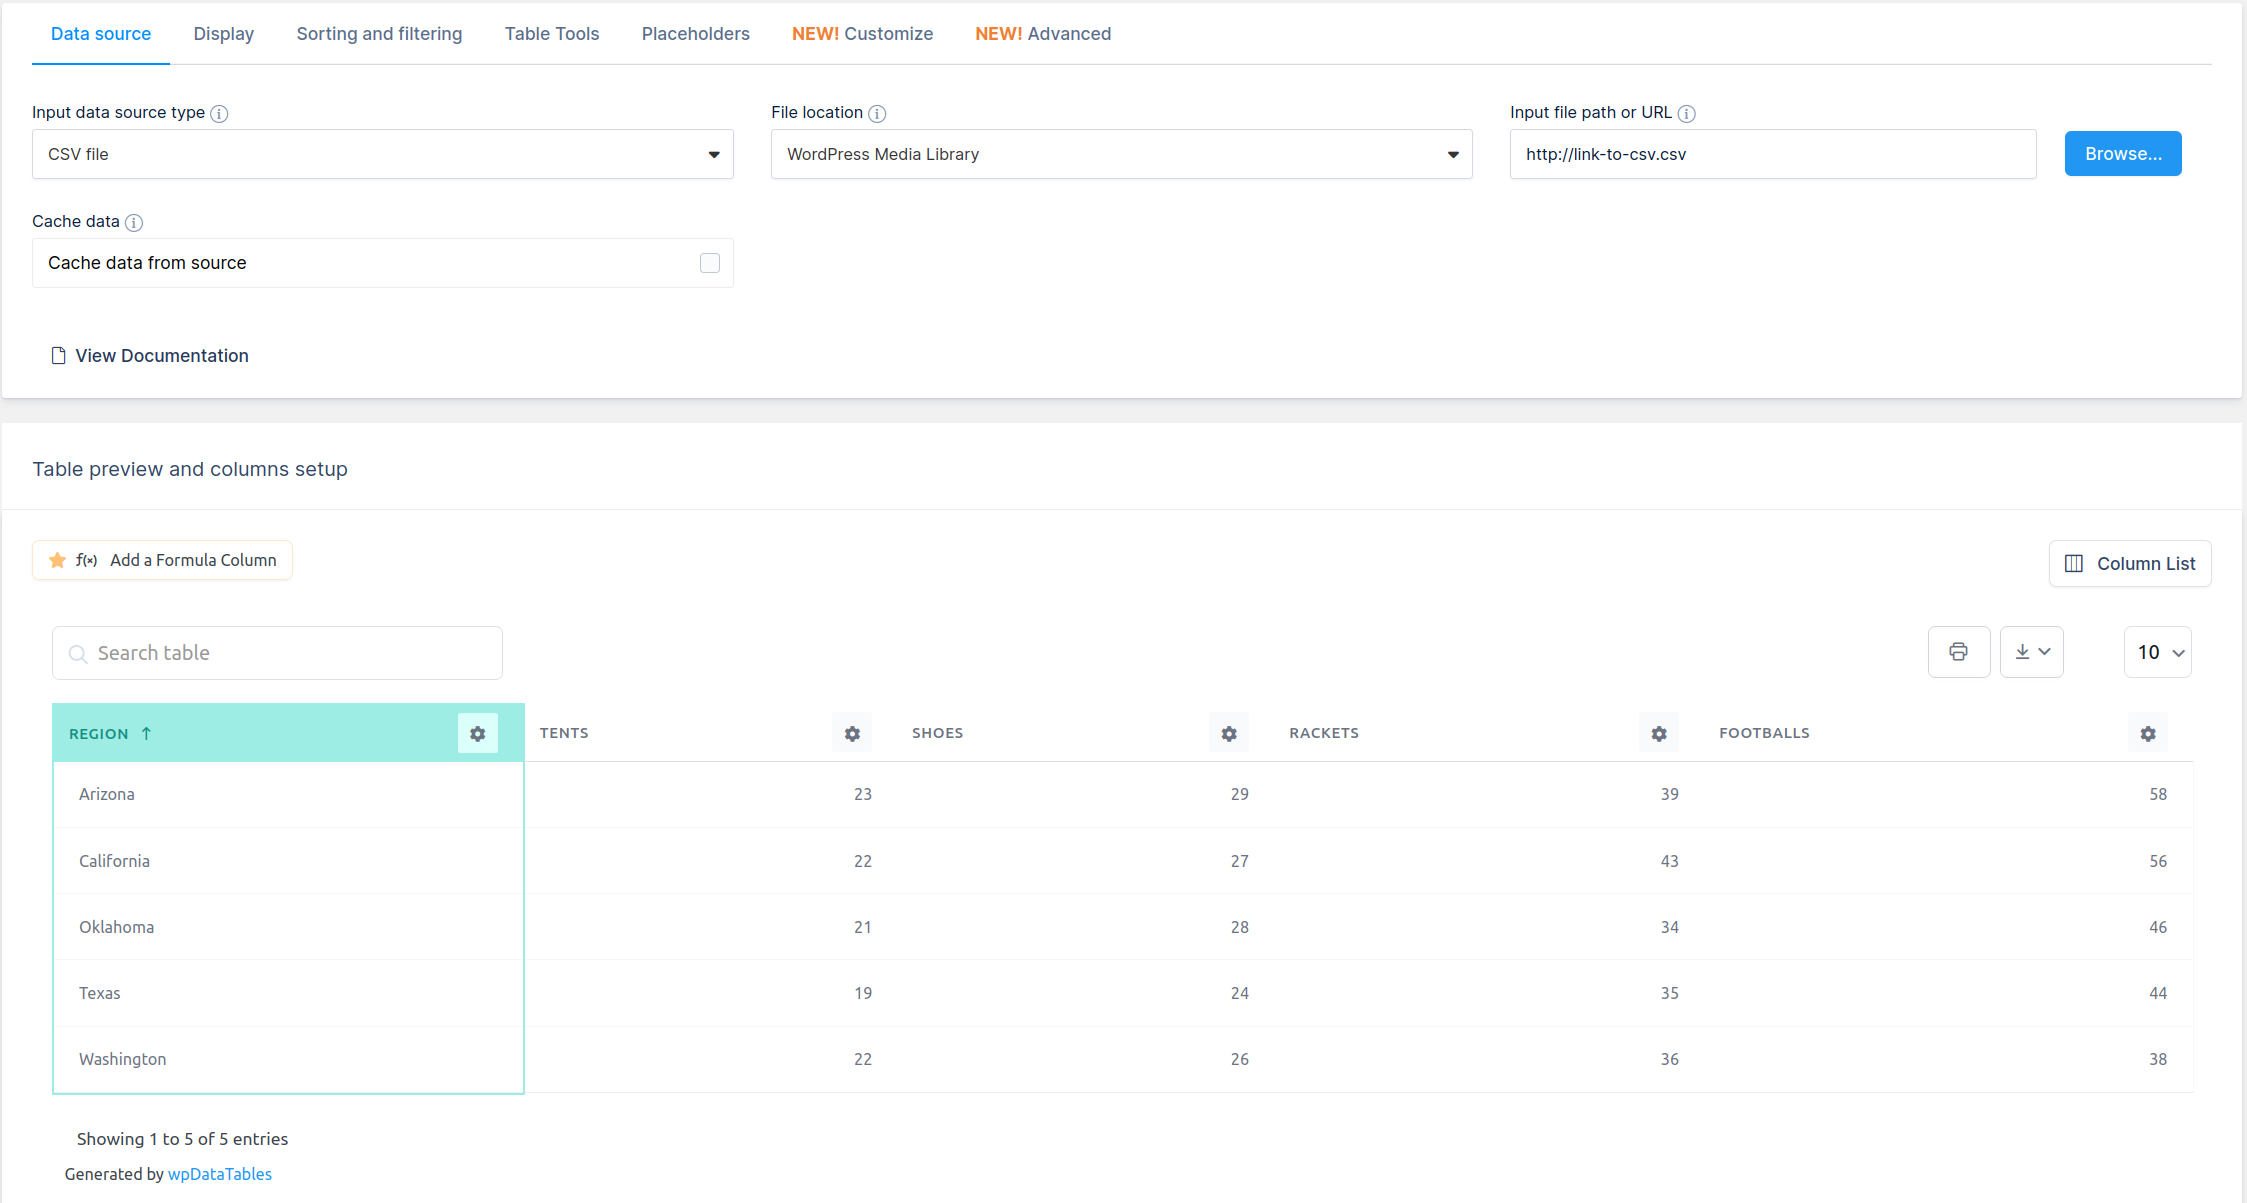 Data source Display Sorting and filtering Table Tools Placeholders NEW! Customize NEW! Advanced
Input data source type File location Input file path or URL
CSV file WordPress Media Library http://link-to-csv.csv Browse...
Cache data
Cache data from source
View Documentation
Table preview and columns setup
f(x) Add a Formula Column Column List
Search table 10
REGION TENTS SHOES RACKETS FOOTBALLS
Arizona 23 29 39 58
California 22 27 43 56
Oklahoma 21 28 34 46
Texas 19 24 35 44
Washington 22 26 36 38
Showing 1 to 5 of 5 entries
Generated by wpDataTables